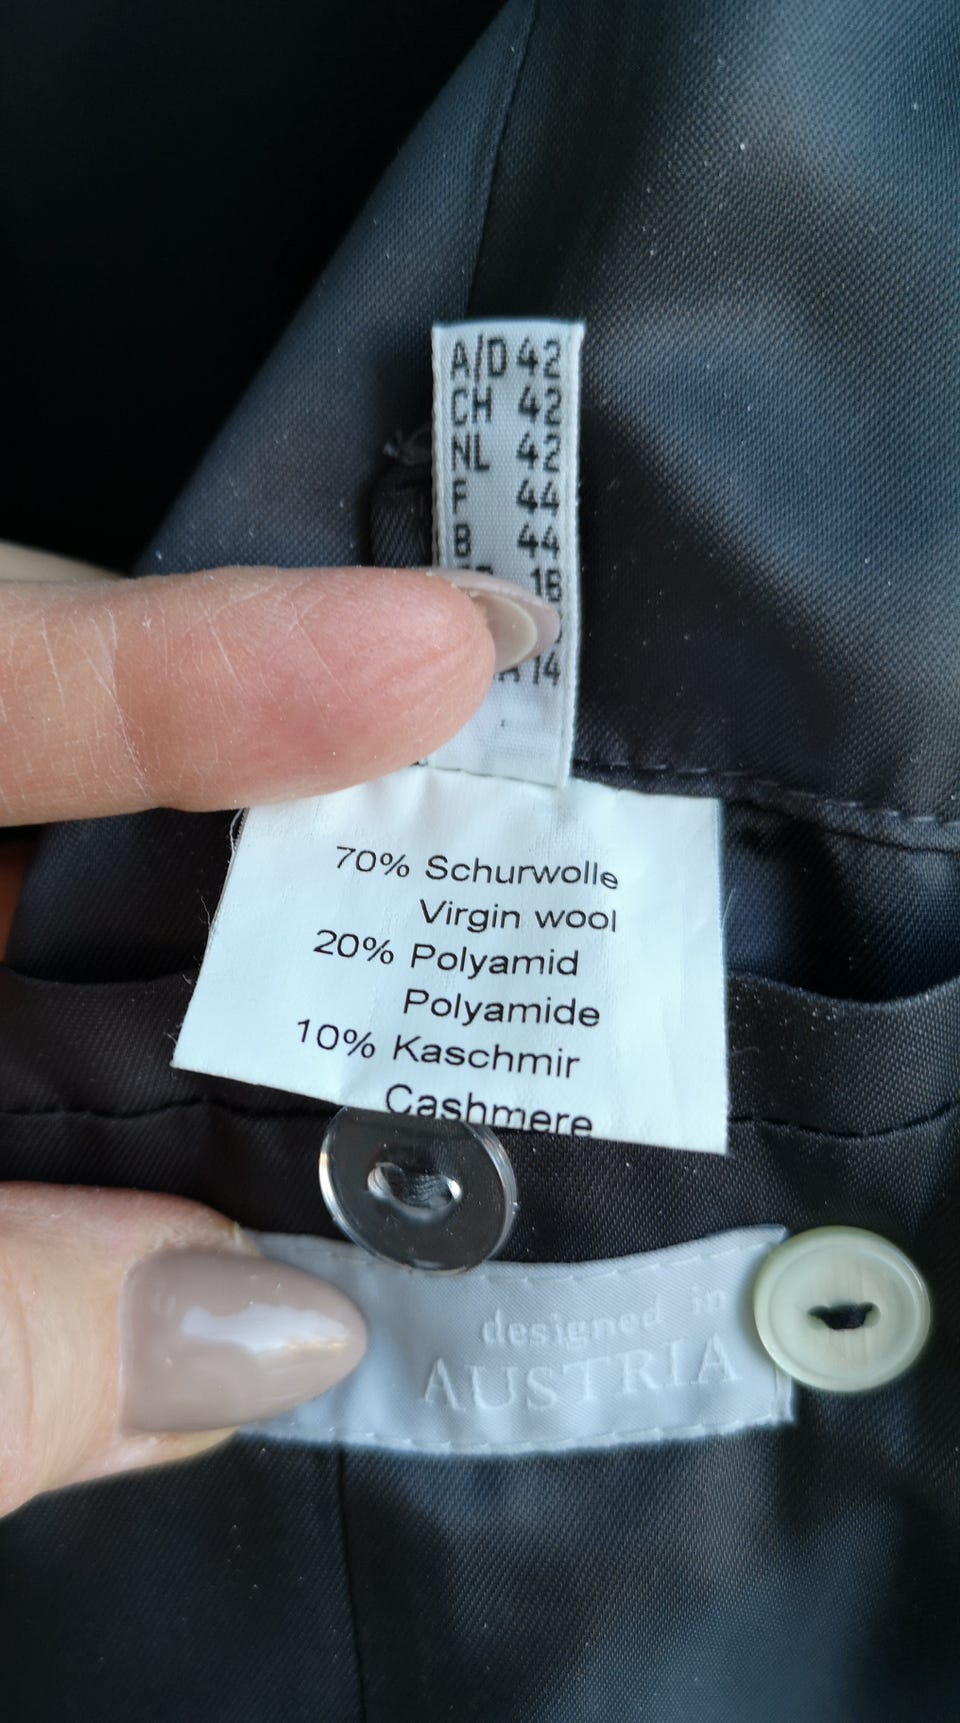 A/D 42
CH 42
NL 42
F 44
B 44
14
70% Schurwolle
Virgin wool
20% Polyamid
Polyamide
10% Kaschmir
Cashmere
designed in
AUSTRIA